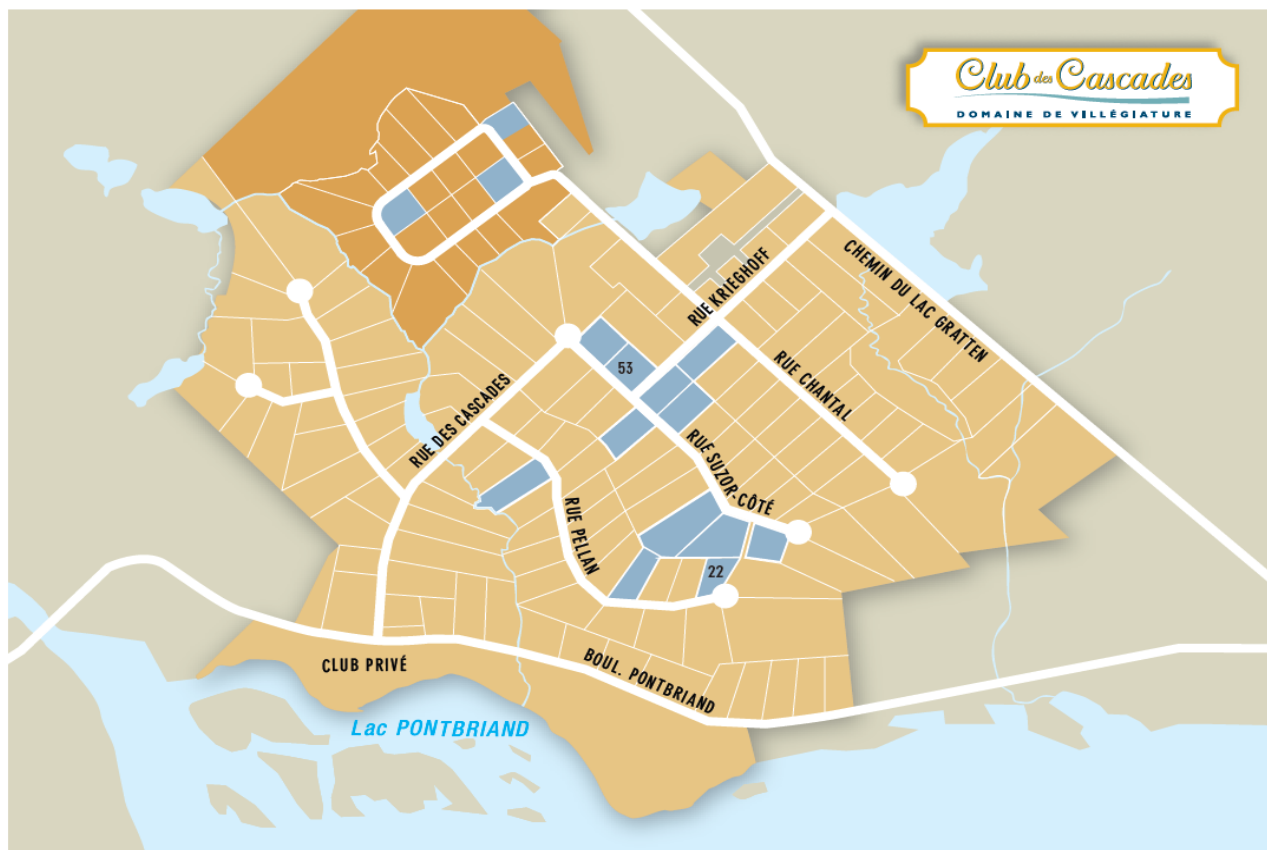 Club des Cascades
DOMAINE DE VILLÉGIATURE
RUE KRIEGHOFF
CHEMIN DU LAC GRATTEN
53
RUE CHANTAL
RUE DES CASCADES
RUE SUZOR-CÔTÉ
RUE PELLAN
22
CLUB PRIVÉ
BOUL. PONTBRIAND
Lac PONTBRIAND